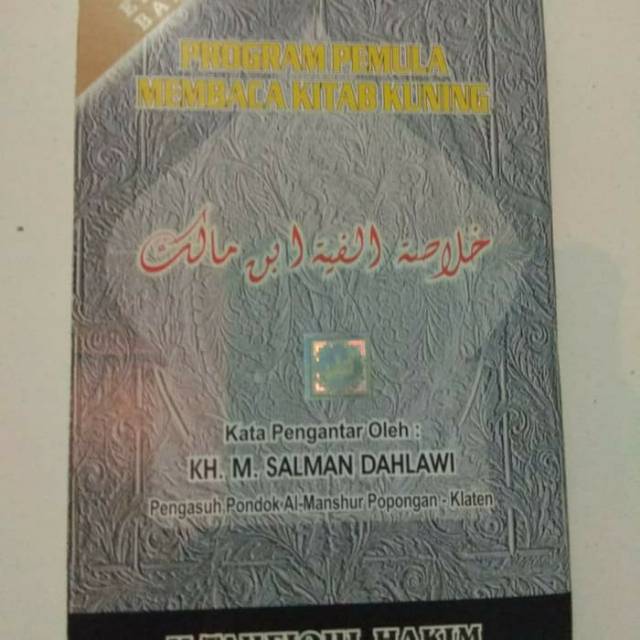 PROGRAM PEMULA
MEMBACA KITAB KUNING
خلاصة الفية ابن مالك
Kata Pengantar Oleh :
KH. M. SALMAN DAHLAWI
Pengasuh Pondok Al-Manshur Popongan - Klaten
HAKIM